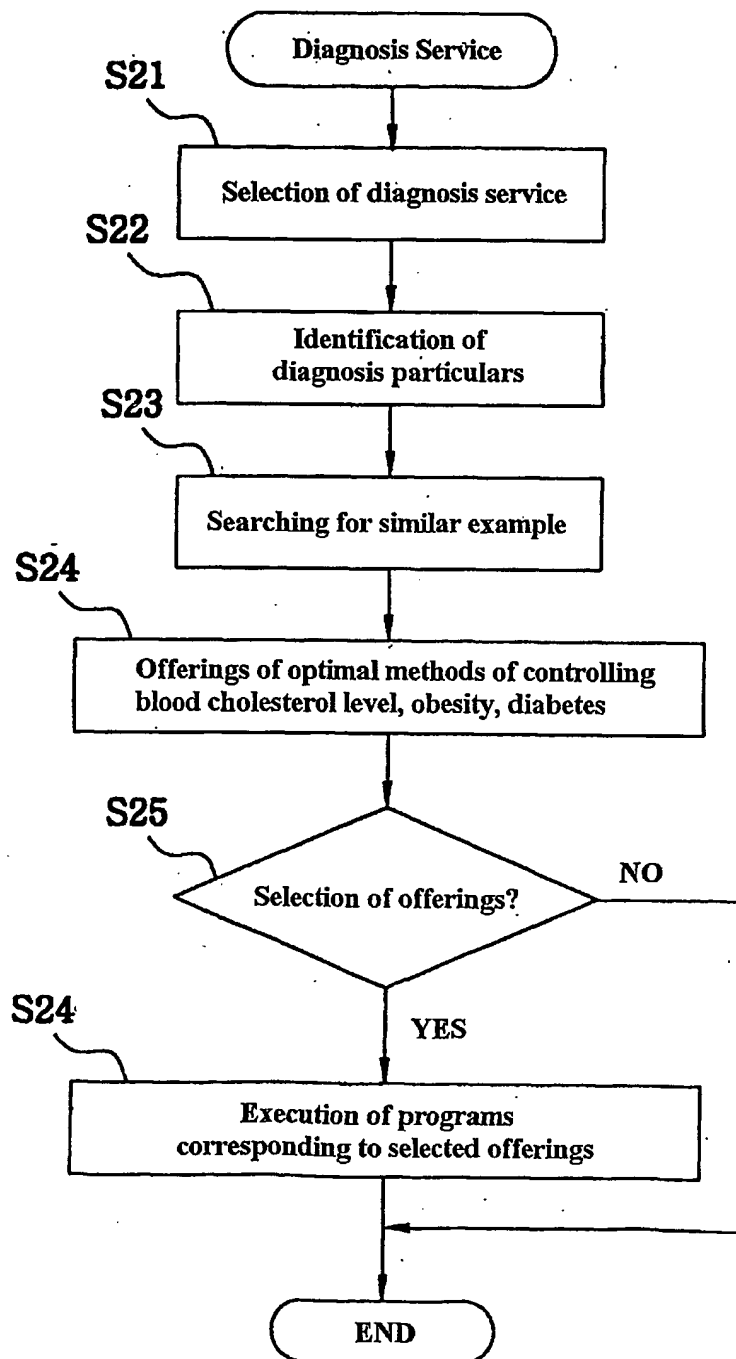 Diagnosis Service
S21
Selection of diagnosis service
S22
Identification of
diagnosis particulars
S23
Searching for similar example
S24
Offerings of optimal methods of controlling
blood cholesterol level, obesity, diabetes
S25
Selection of offerings?
NO
YES
S24
Execution of programs
corresponding to selected offerings
END